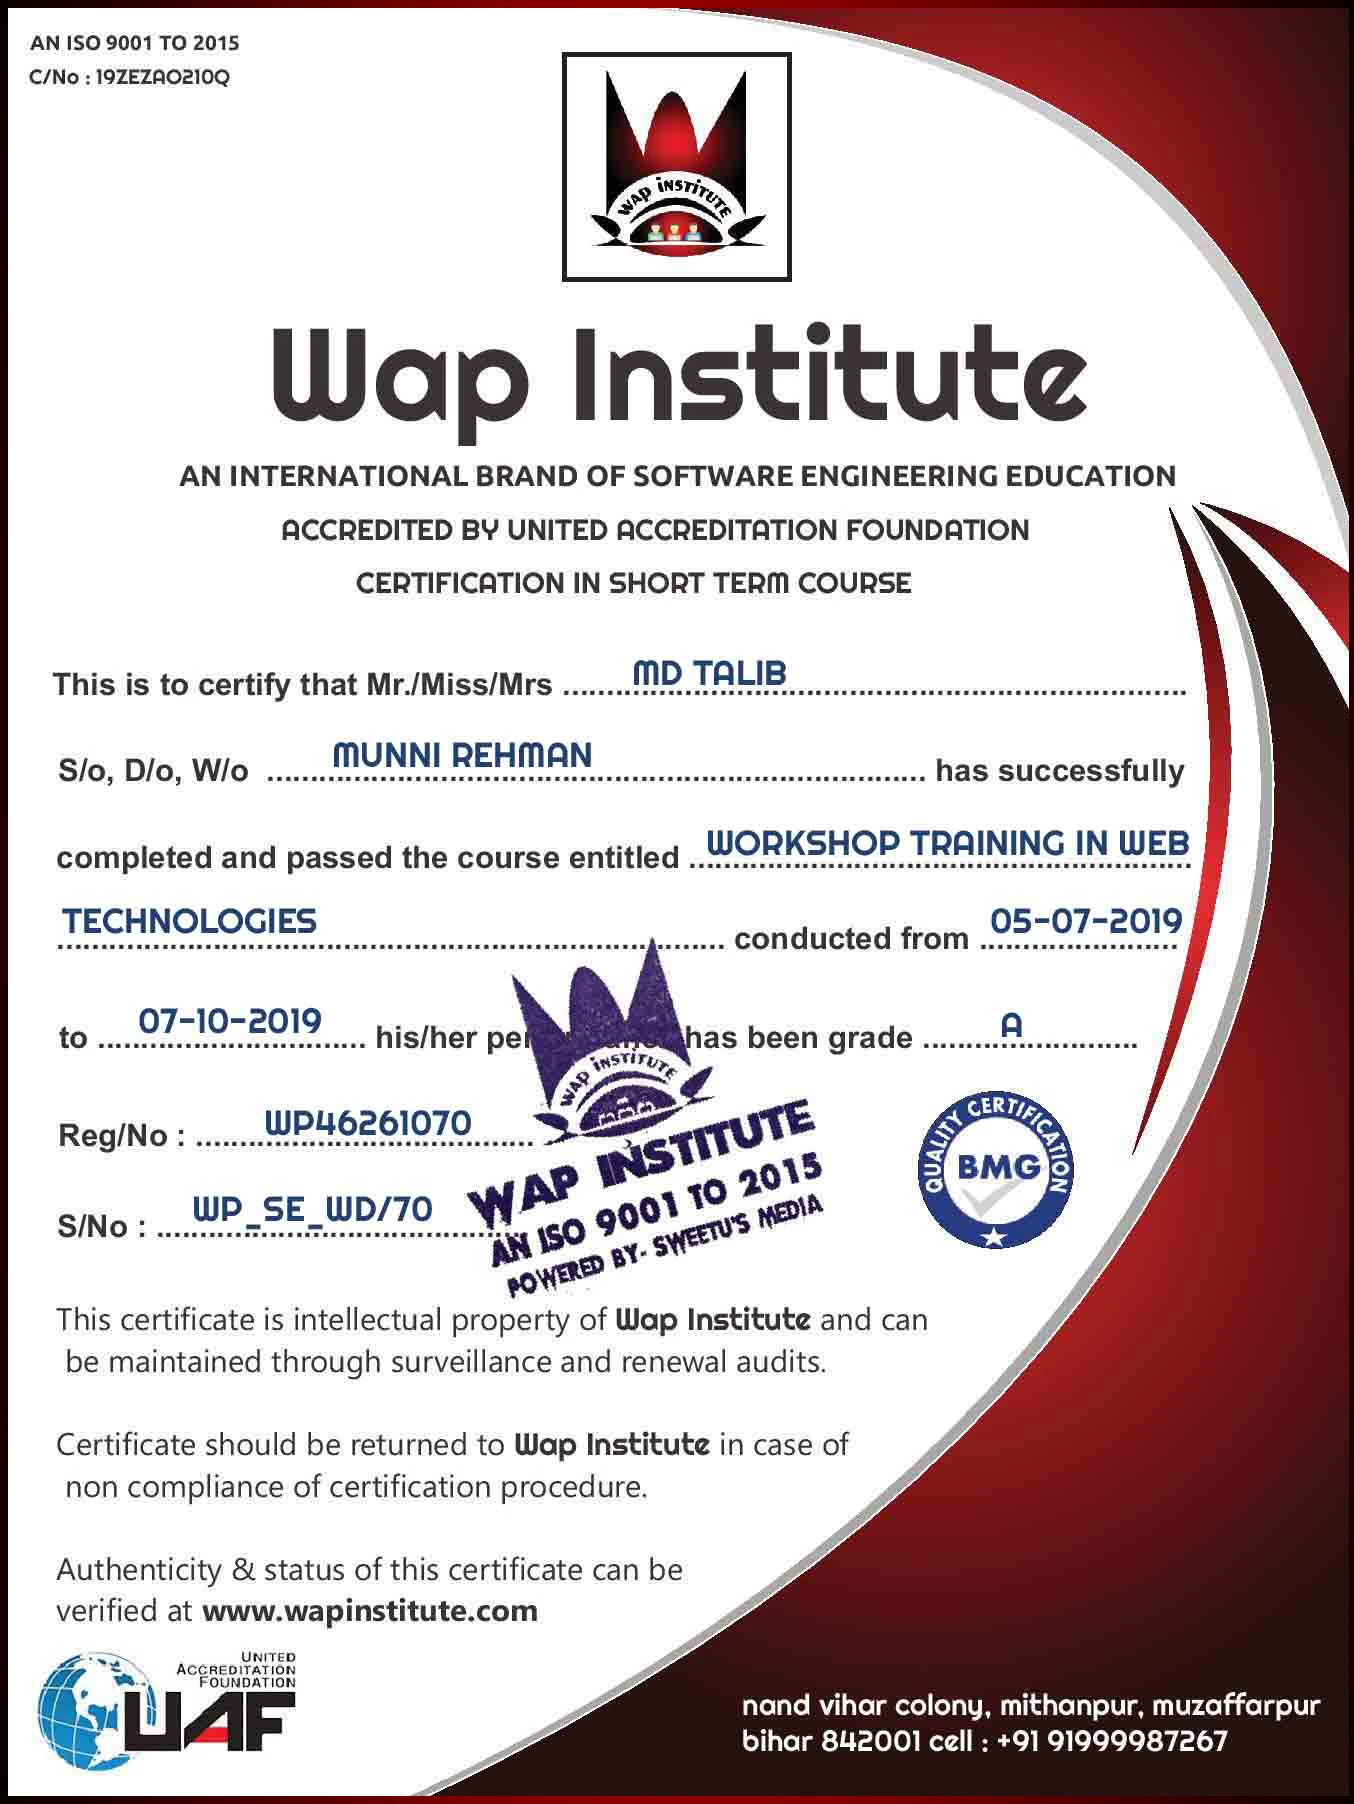 AN ISO 9001 TO 2015
C/No : 19ZEZAO210Q
WAP INSTITUTE
Wap Institute
AN INTERNATIONAL BRAND OF SOFTWARE ENGINEERING EDUCATION
ACCREDITED BY UNITED ACCREDITATION FOUNDATION
CERTIFICATION IN SHORT TERM COURSE
This is to certify that Mr./Miss/Mrs MD TALIB
S/o, D/o, W/o MUNNI REHMAN has successfully
completed and passed the course entitled WORKSHOP TRAINING IN WEB
TECHNOLOGIES conducted from 05-07-2019
to 07-10-2019 his/her has been grade A
Reg/No : WP46261070
S/No : WP_SE_WD/70
WAP INSTITUTE
WAP INSTITUTE
AN ISO 9001 TO 2015
POWERED BY- SWEETU'S MEDIA
QUALITY CERTIFICATION
BMG
This certificate is intellectual property of Wap Institute and can
be maintained through surveillance and renewal audits.
Certificate should be returned to Wap Institute in case of
non compliance of certification procedure.
Authenticity & status of this certificate can be
verified at www.wapinstitute.com
UNITED
ACCREDITATION
FOUNDATION
UAF
nand vihar colony, mithanpur, muzaffarpur
bihar 842001 cell : +91 91999987267